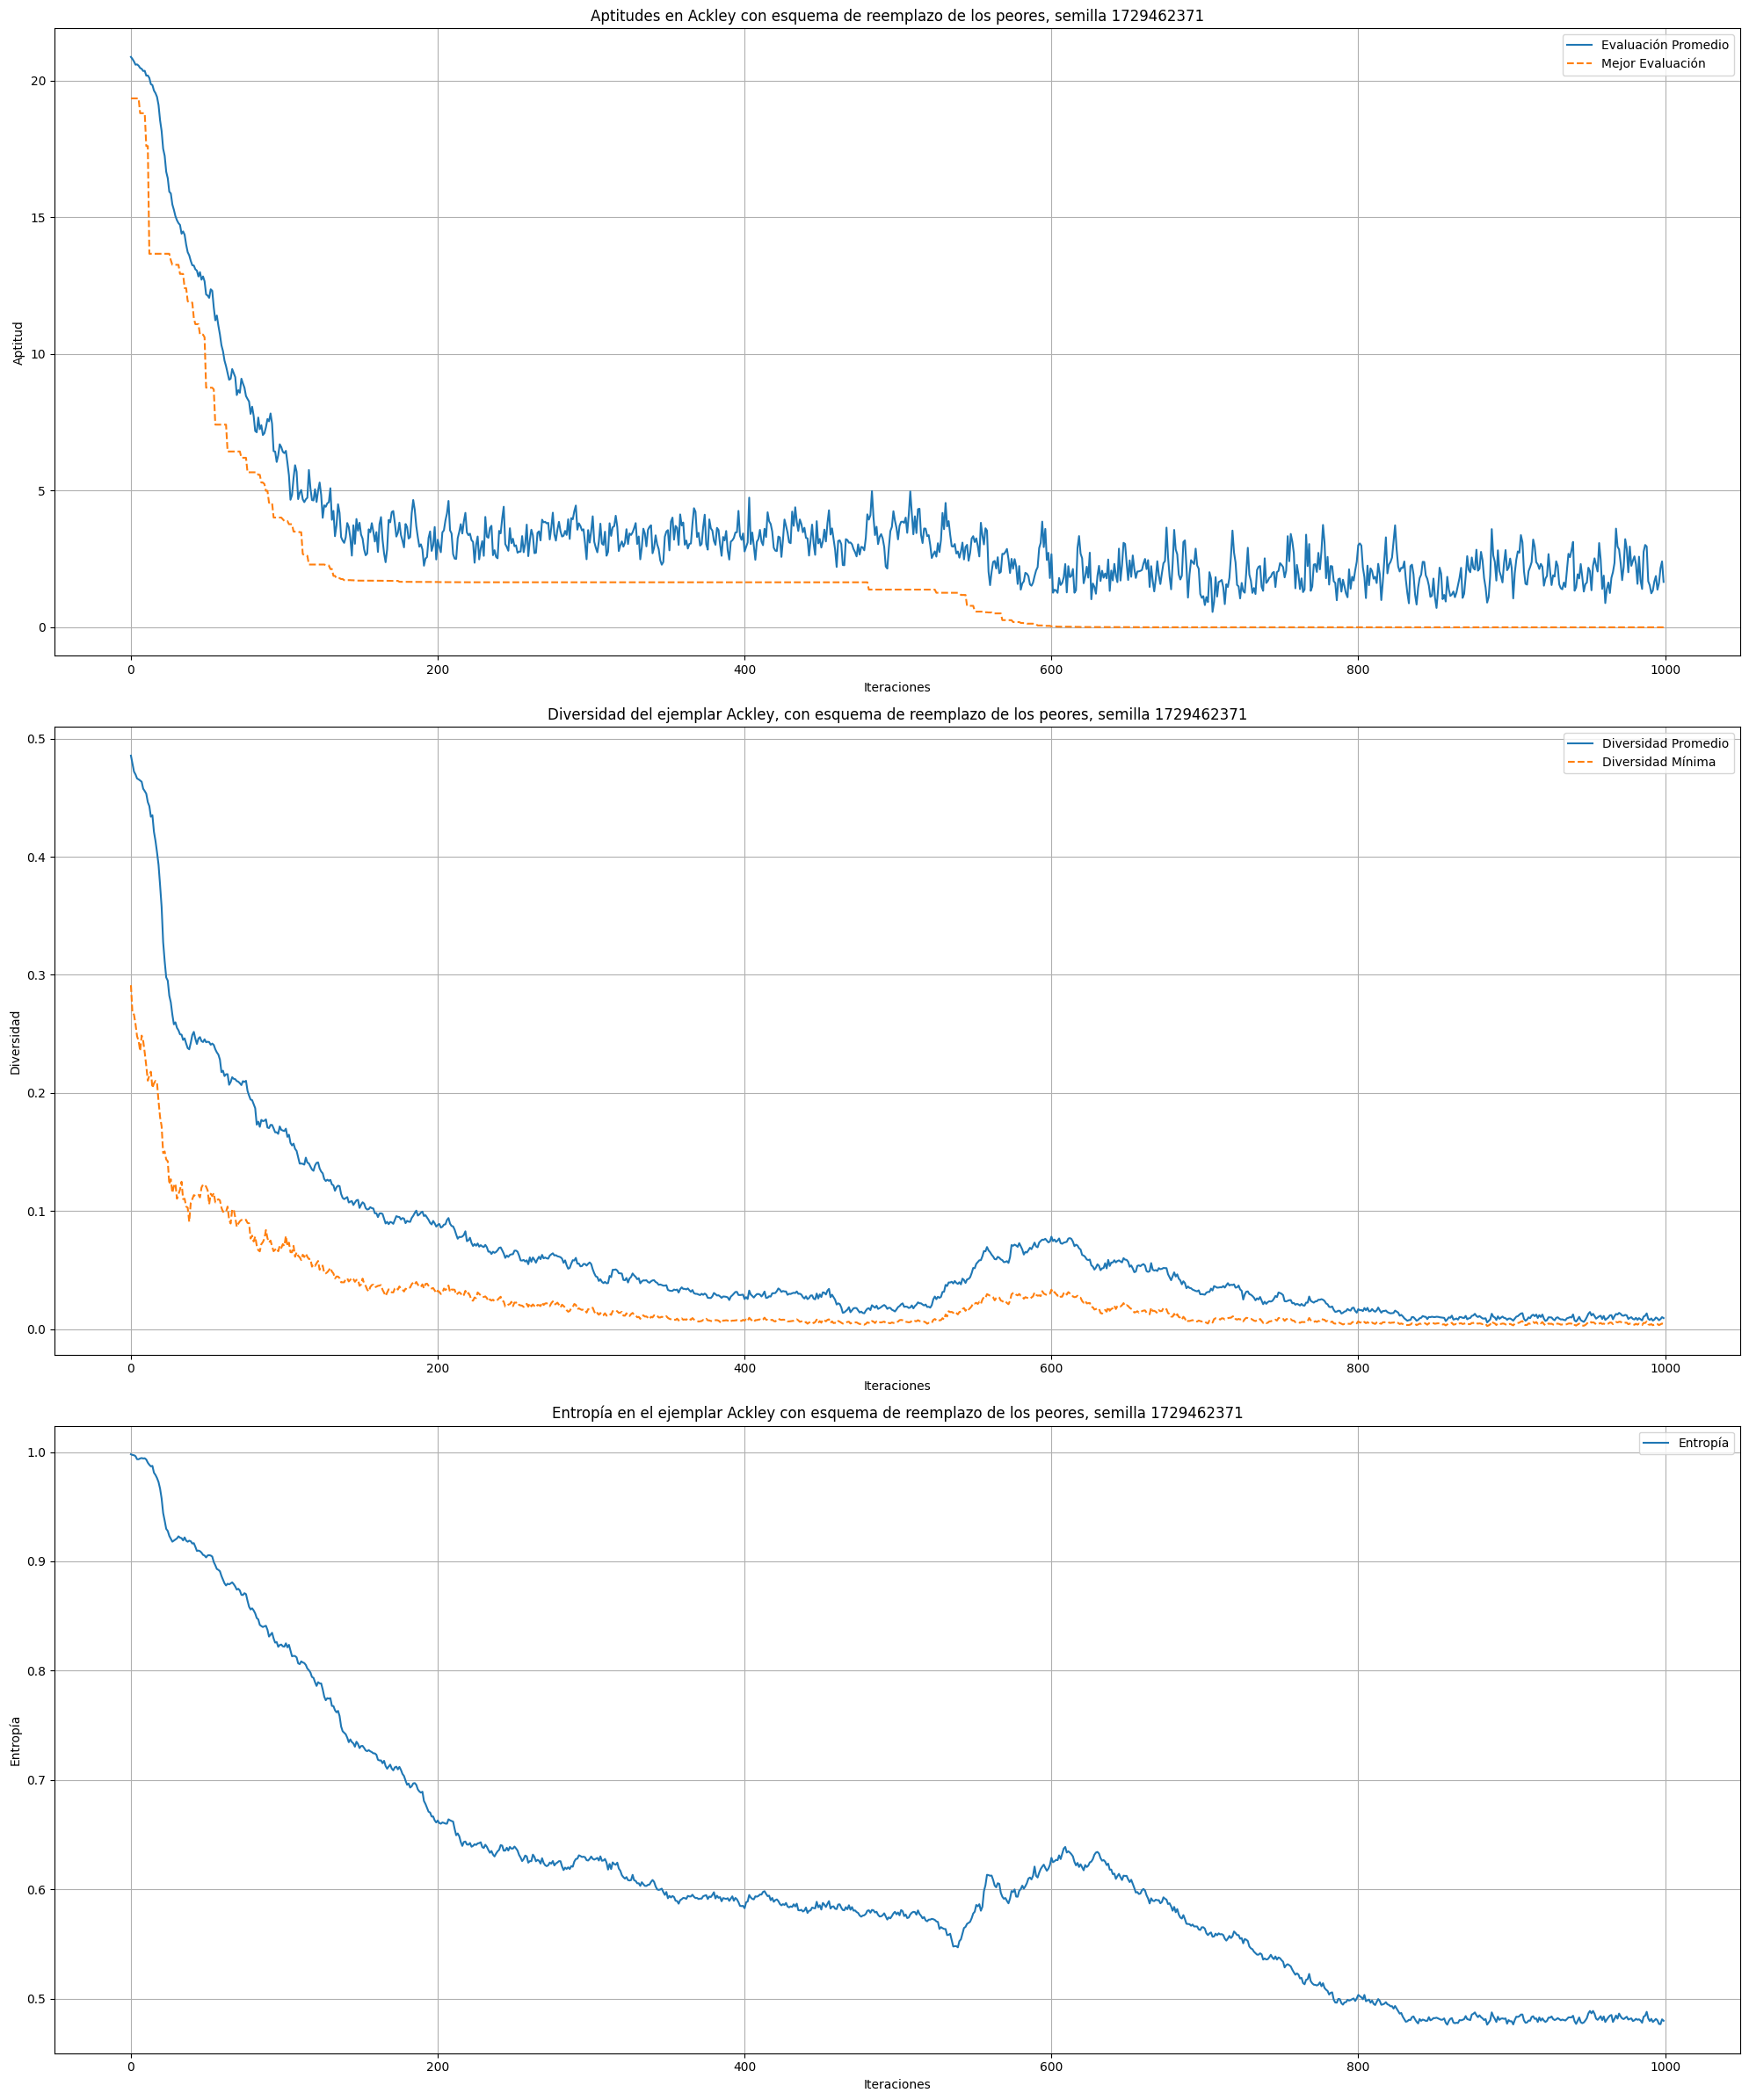 Aptitudes en Ackley con esquema de reemplazo de los peores, semilla 1729462371
Evaluación Promedio
Mejor Evaluación
20
15
10
5
0
Aptitud
0 200 400 600 800 1000
Iteraciones
Diversidad del ejemplar Ackley, con esquema de reemplazo de los peores, semilla 1729462371
Diversidad Promedio
Diversidad Mínima
0.5
0.4
0.3
0.2
0.1
0.0
Diversidad
0 200 400 600 800 1000
Iteraciones
Entropía en el ejemplar Ackley con esquema de reemplazo de los peores, semilla 1729462371
Entropía
1.0
0.9
0.8
0.7
0.6
0.5
Entropía
0 200 400 600 800 1000
Iteraciones